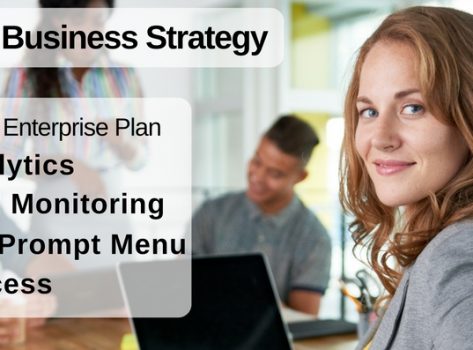 Business Strategy
Enterprise Plan
lytics
Monitoring
Prompt Menu
cess